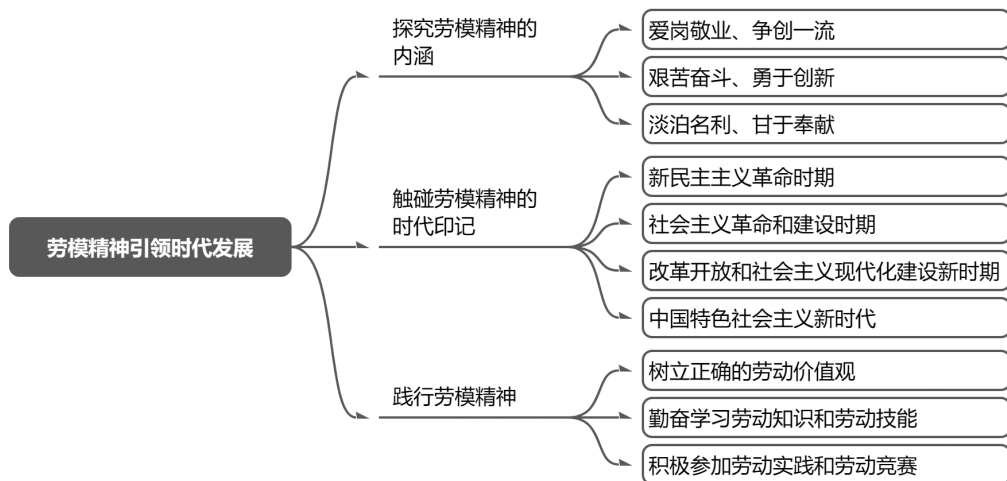 劳模精神引领时代发展
探究劳模精神的
内涵
爱岗敬业、争创一流
艰苦奋斗、勇于创新
淡泊名利、甘于奉献
触碰劳模精神的
时代印记
新民主主义革命时期
社会主义革命和建设时期
改革开放和社会主义现代化建设新时期
中国特色社会主义新时代
践行劳模精神
树立正确的劳动价值观
勤奋学习劳动知识和劳动技能
积极参加劳动实践和劳动竞赛